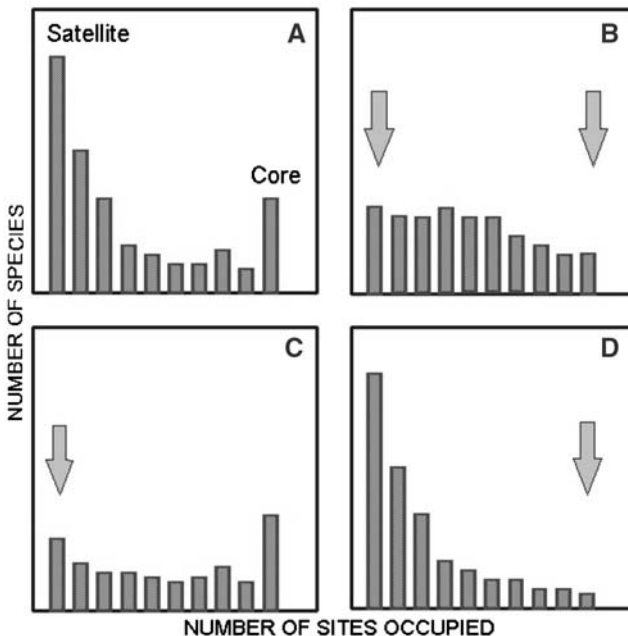 Satellite
A
Core
B
C
D
NUMBER OF SPECIES
NUMBER OF SITES OCCUPIED